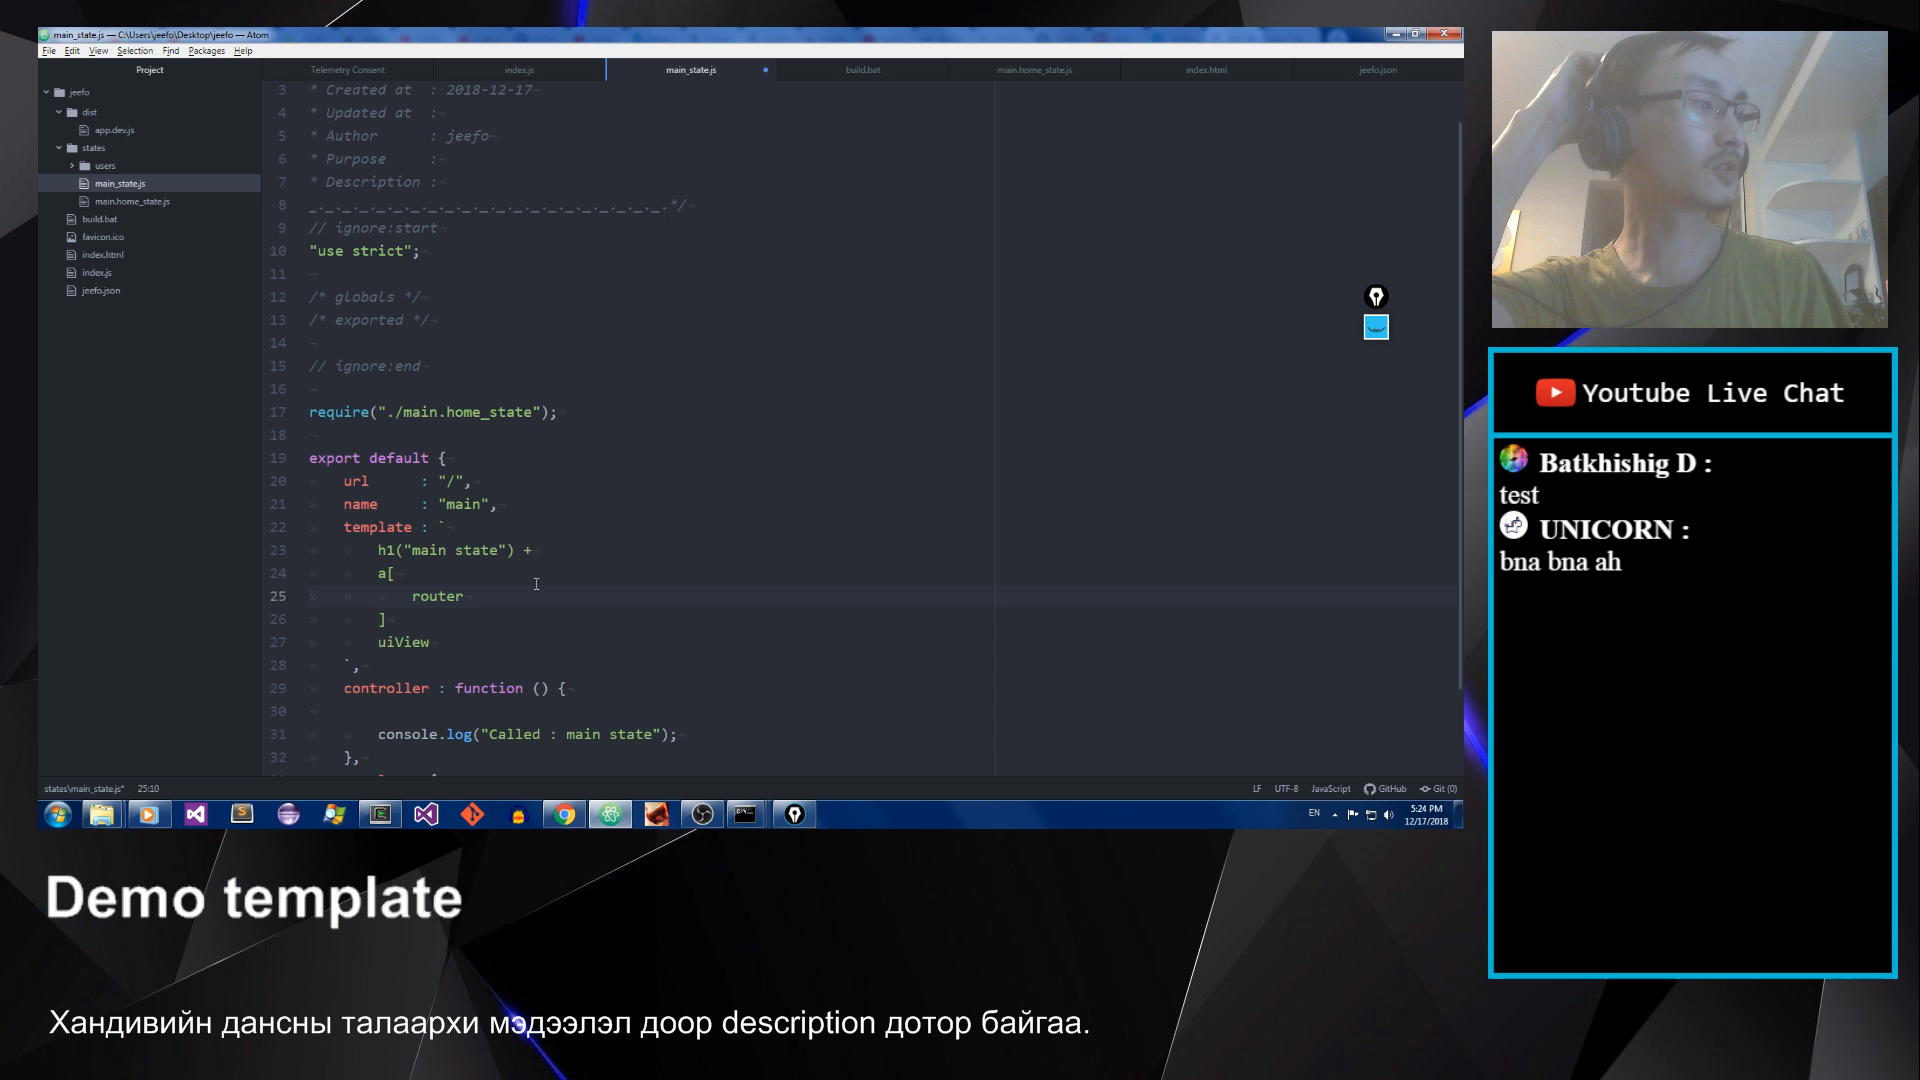 main_state.js — C:\Users\jeefo\Desktop\jeefo — Atom
File Edit View Selection Find Packages Help
Project
Telemetry Consent index.js main_state.js build.bat main.home_state.js index.html jeefo.json
jeefo
dist
app.dev.js
states
users
main_state.js
main.home_state.js
build.bat
favicon.ico
index.html
index.js
jeefo.json
3 * Created at : 2018-12-17
4 * Updated at :
5 * Author : jeefo
6 * Purpose :
7 * Description :
8 _._._._._._._._._._._._._._._._._._._._._.*/
9 // ignore:start
10 "use strict";
11
12 /* globals */
13 /* exported */
14
15 // ignore:end
16
17 require("./main.home_state");
18
19 export default {
20 url : "/",
21 name : "main",
22 template : `
23 h1("main state") +
24 a[
25 router
26 ]
27 uiView
28 `,
29 controller : function () {
30
31 console.log("Called : main state");
32 },
states\main_state.js* 25:10
LF UTF-8 JavaScript GitHub Git (0)
EN
5:24 PM
12/17/2018
Youtube Live Chat
Batkhishig D :
test
UNICORN :
bna bna ah
Demo template
Хандивийн дансны талаархи мэдээлэл доор description дотор байгаа.